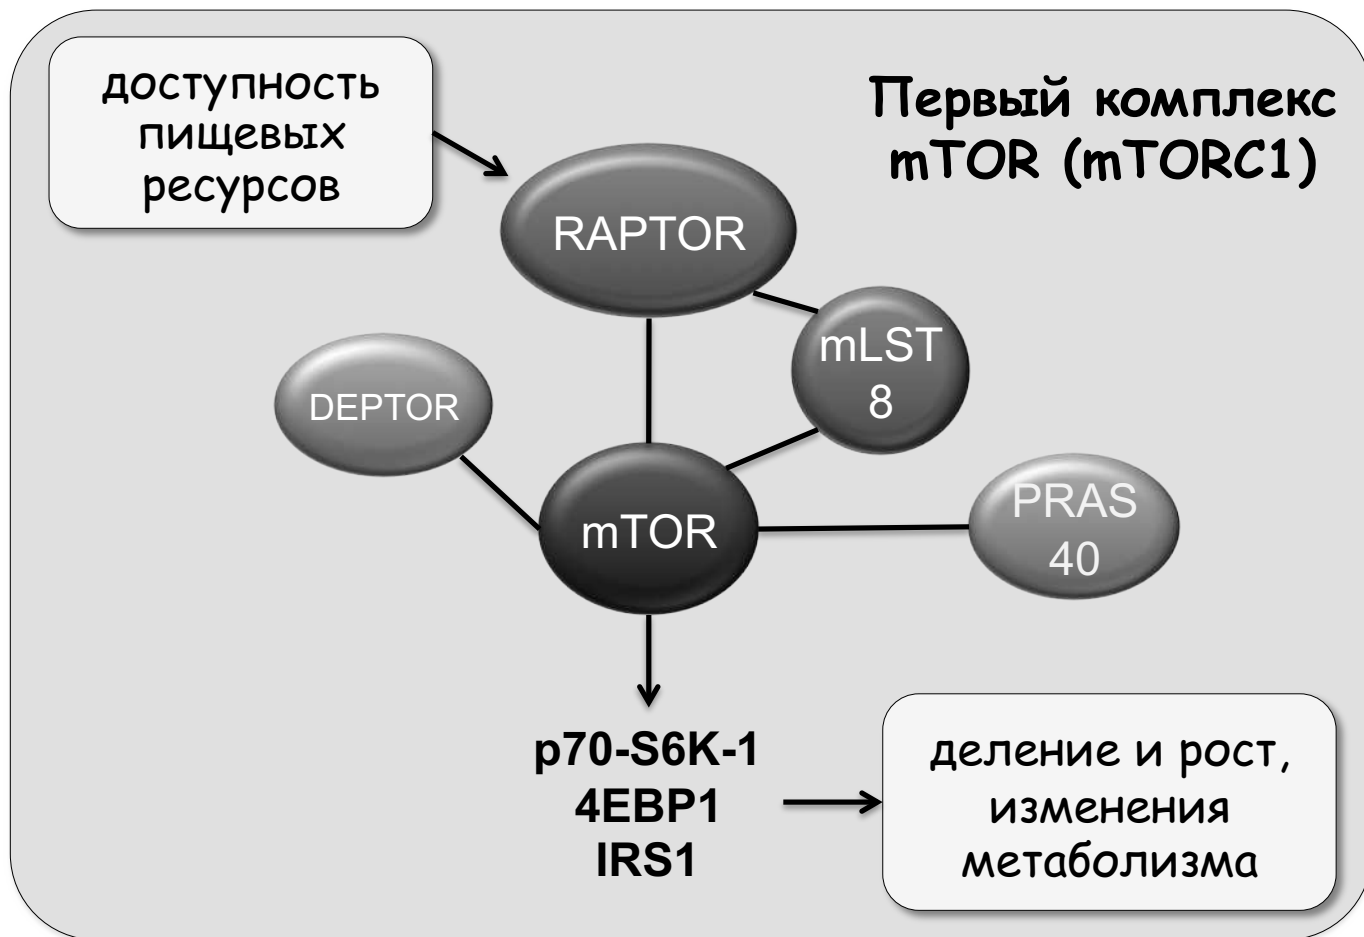 доступность
пищевых
ресурсов
Первый комплекс
mTOR (mTORC1)
RAPTOR
mLST
8
DEPTOR
mTOR
PRAS
40
p70-S6K-1
4EBP1
IRS1
деление и рост,
изменения
метаболизма